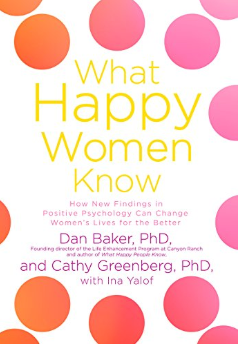 What
Happy
Women
Know
How New Findings in
Positive Psychology Can Change
Women's Lives for the Better
Dan Baker, PhD,
Founding director of the Life Enhancement Program at Canyon Ranch
and author of What Happy People Know,
and Cathy Greenberg, PhD,
with Ina Yalof